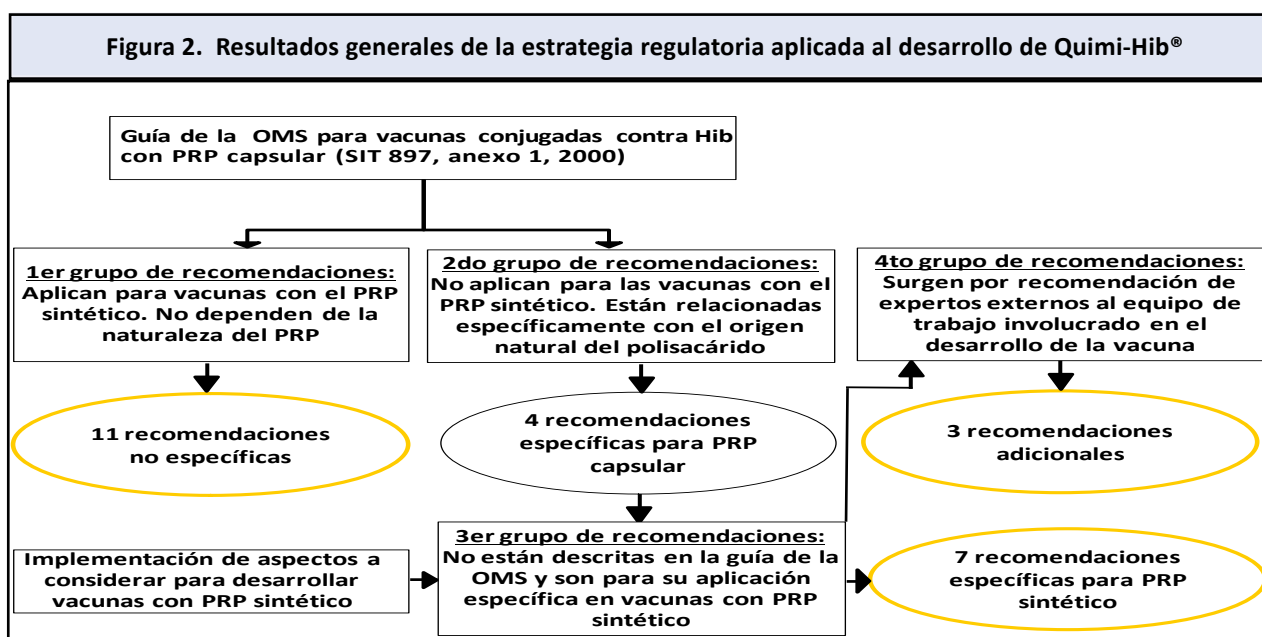 Figura 2. Resultados generales de la estrategia regulatoria aplicada al desarrollo de Quimi-Hib®
Guía de la OMS para vacunas conjugadas contra Hib
con PRP capsular (SIT 897, anexo 1, 2000)
1er grupo de recomendaciones:
Aplican para vacunas con el PRP
sintético. No dependen de la
naturaleza del PRP
2do grupo de recomendaciones:
No aplican para las vacunas con el
PRP sintético. Están relacionadas
específicamente con el origen
natural del polisacárido
4to grupo de recomendaciones:
Surgen por recomendación de
expertos externos al equipo de
trabajo involucrado en el
desarrollo de la vacuna
11 recomendaciones
no específicas
4 recomendaciones
específicas para PRP
capsular
3 recomendaciones
adicionales
Implementación de aspectos a
considerar para desarrollar
vacunas con PRP sintético
3er grupo de recomendaciones:
No están descritas en la guía de la
OMS y son para su aplicación
específica en vacunas con PRP
sintético
7 recomendaciones
específicas para PRP
sintético